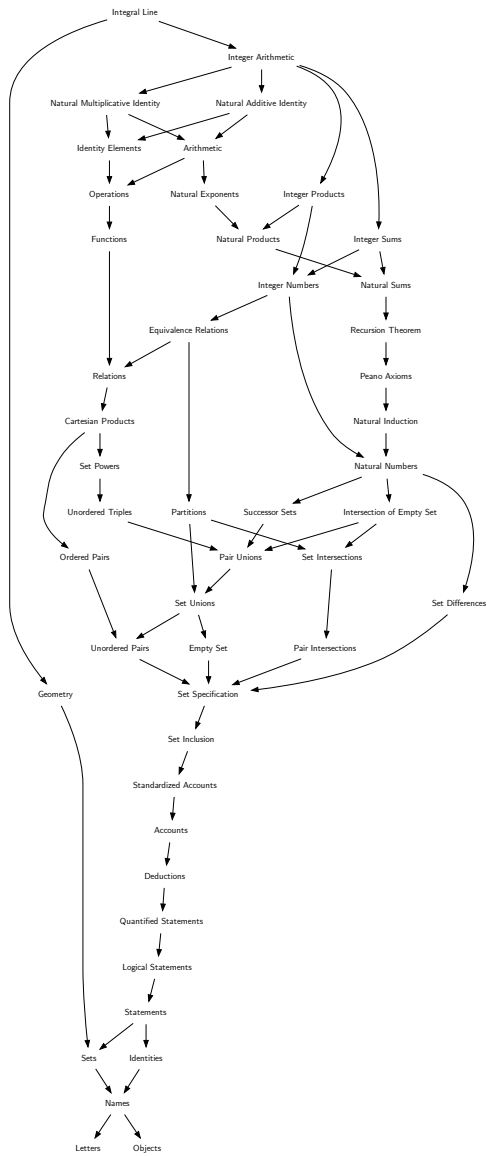 Integral Line
Integer Arithmetic
Natural Multiplicative Identity
Natural Additive Identity
Identity Elements
Arithmetic
Operations
Natural Exponents
Integer Products
Functions
Natural Products
Integer Sums
Integer Numbers
Natural Sums
Equivalence Relations
Recursion Theorem
Relations
Peano Axioms
Cartesian Products
Natural Induction
Set Powers
Natural Numbers
Unordered Triples
Partitions
Successor Sets
Intersection of Empty Set
Ordered Pairs
Pair Unions
Set Intersections
Set Unions
Set Differences
Unordered Pairs
Empty Set
Pair Intersections
Geometry
Set Specification
Set Inclusion
Standardized Accounts
Accounts
Deductions
Quantified Statements
Logical Statements
Statements
Sets
Identities
Names
Letters
Objects